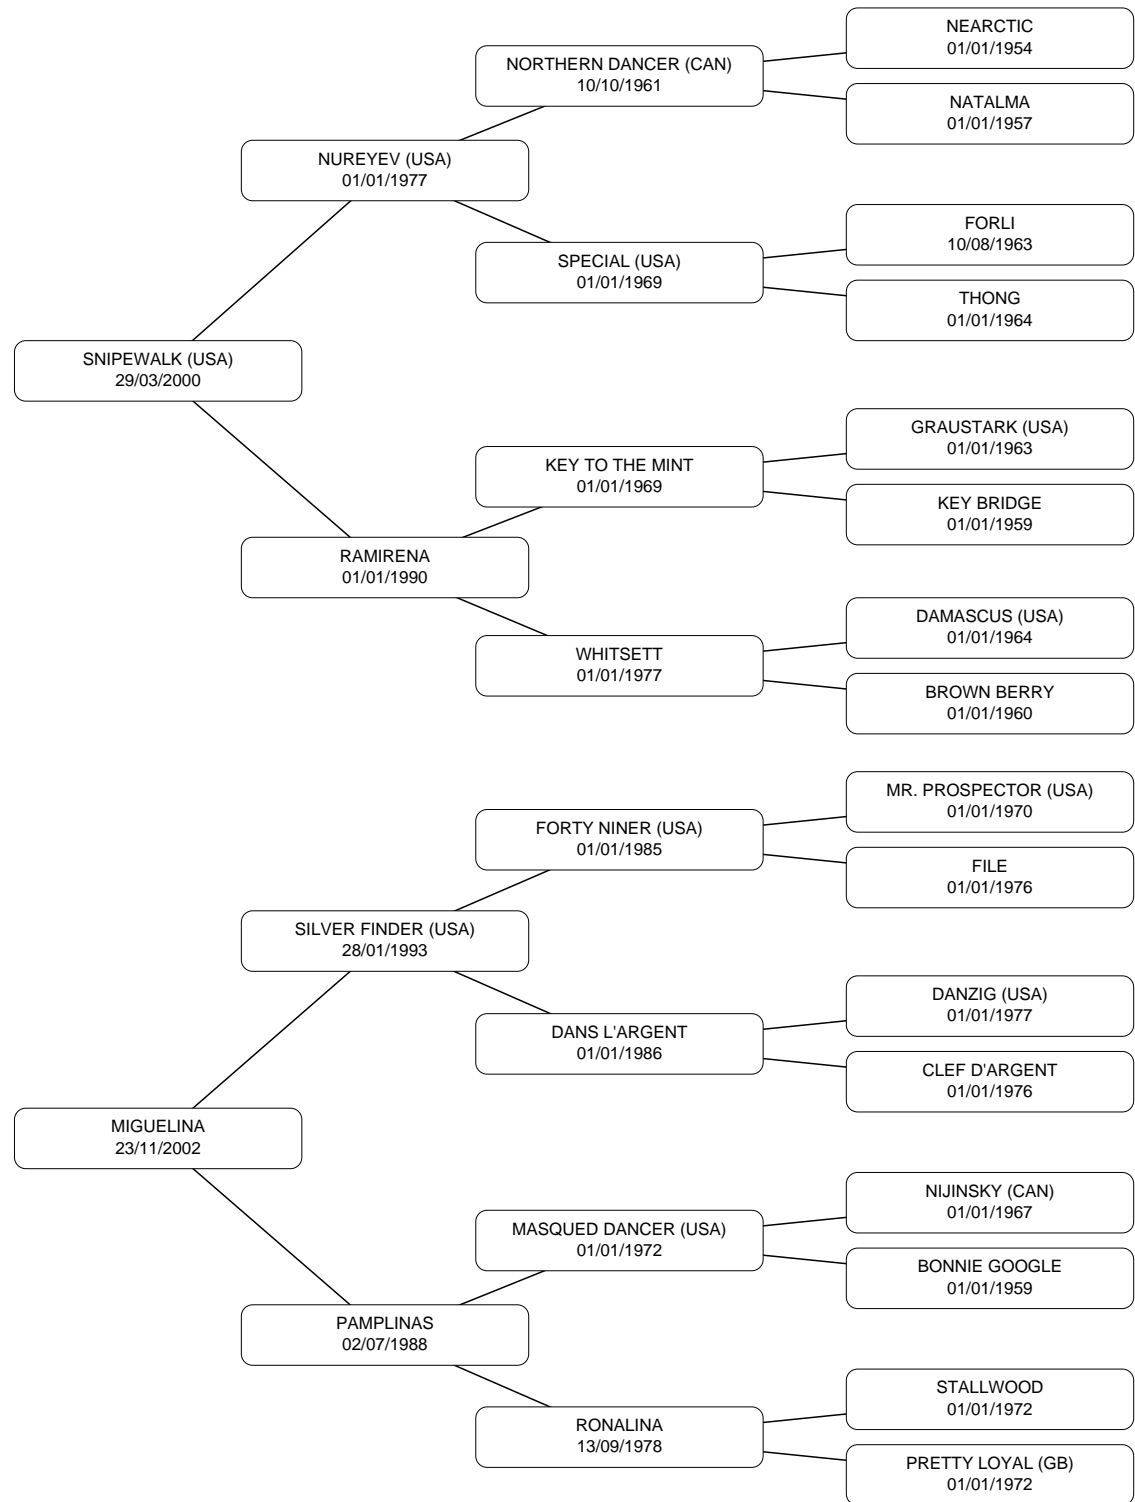 NEARCTIC
01/01/1954
NORTHERN DANCER (CAN)
10/10/1961
NATALMA
01/01/1957
NUREYEV (USA)
01/01/1977
FORLI
10/08/1963
SPECIAL (USA)
01/01/1969
THONG
01/01/1964
SNIPEWALK (USA)
29/03/2000
GRAUSTARK (USA)
01/01/1963
KEY TO THE MINT
01/01/1969
KEY BRIDGE
01/01/1959
RAMIRENA
01/01/1990
DAMASCUS (USA)
01/01/1964
WHITSETT
01/01/1977
BROWN BERRY
01/01/1960
MR. PROSPECTOR (USA)
01/01/1970
FORTY NINER (USA)
01/01/1985
FILE
01/01/1976
SILVER FINDER (USA)
28/01/1993
DANZIG (USA)
01/01/1977
DANS L'ARGENT
01/01/1986
CLEF D'ARGENT
01/01/1976
MIGUELINA
23/11/2002
NIJINSKY (CAN)
01/01/1967
MASQUED DANCER (USA)
01/01/1972
BONNIE GOOGLE
01/01/1959
PAMPLINAS
02/07/1988
STALLWOOD
01/01/1972
RONALINA
13/09/1978
PRETTY LOYAL (GB)
01/01/1972